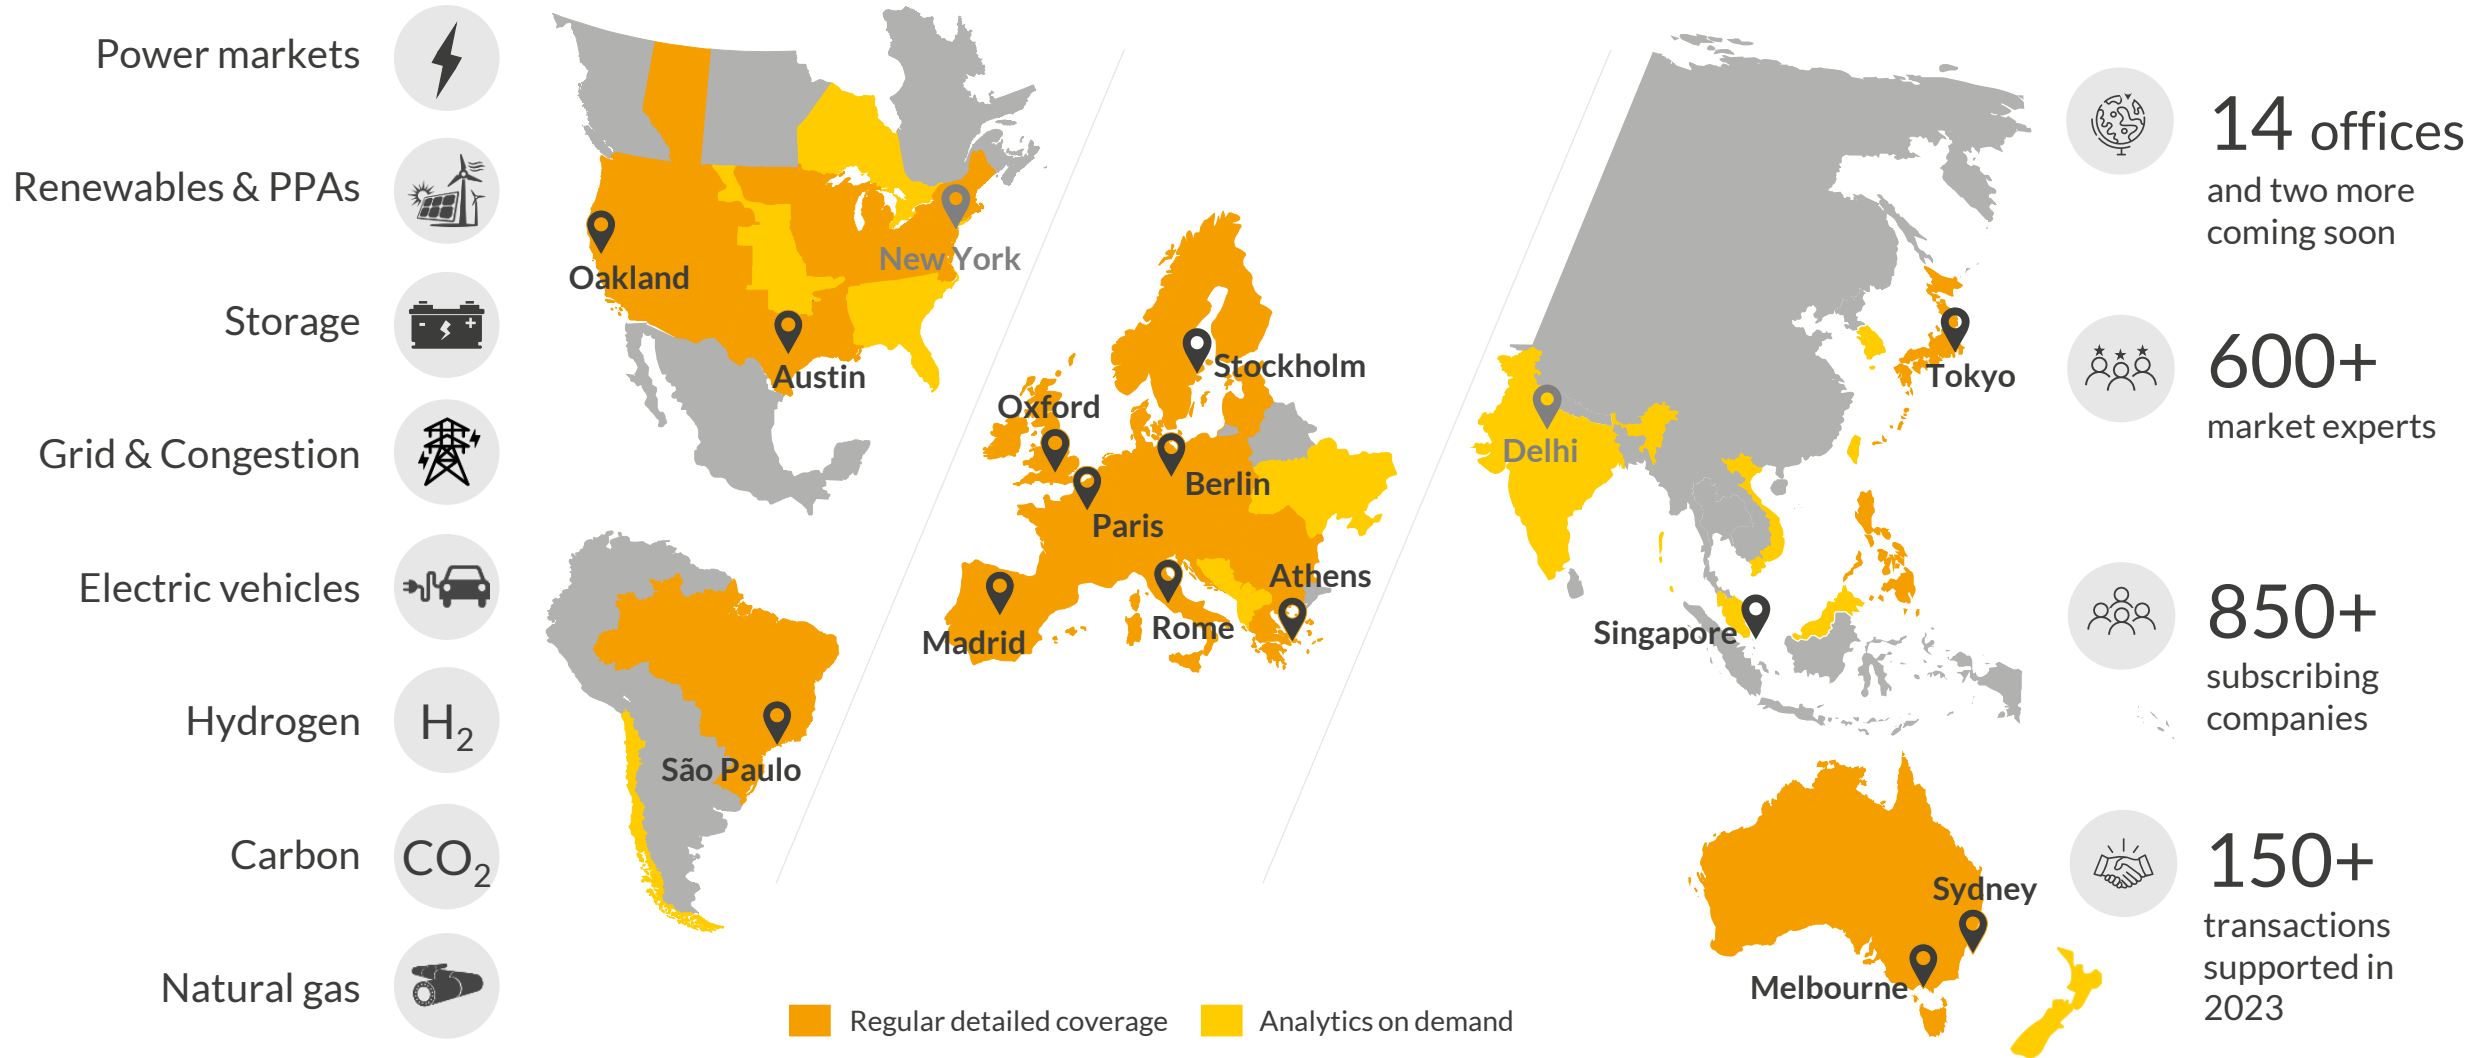 Power markets
Renewables & PPAs
Storage
Grid & Congestion
Electric vehicles
Hydrogen
H2
Carbon
CO2
Natural gas
Oakland
New York
Austin
São Paulo
Stockholm
Oxford
Berlin
Paris
Athens
Madrid
Rome
Delhi
Tokyo
Singapore
Sydney
Melbourne
Regular detailed coverage
Analytics on demand
14 offices
and two more
coming soon
600+
market experts
850+
subscribing
companies
150+
transactions
supported in
2023